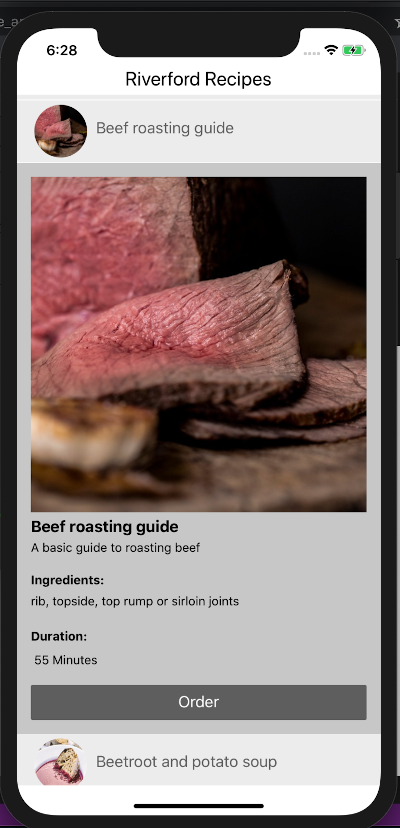 e_a
6:28
Riverford Recipes
Beef roasting guide
Beef roasting guide
A basic guide to roasting beef
Ingredients:
rib, topside, top rump or sirloin joints
Duration:
55 Minutes
Order
Beetroot and potato soup